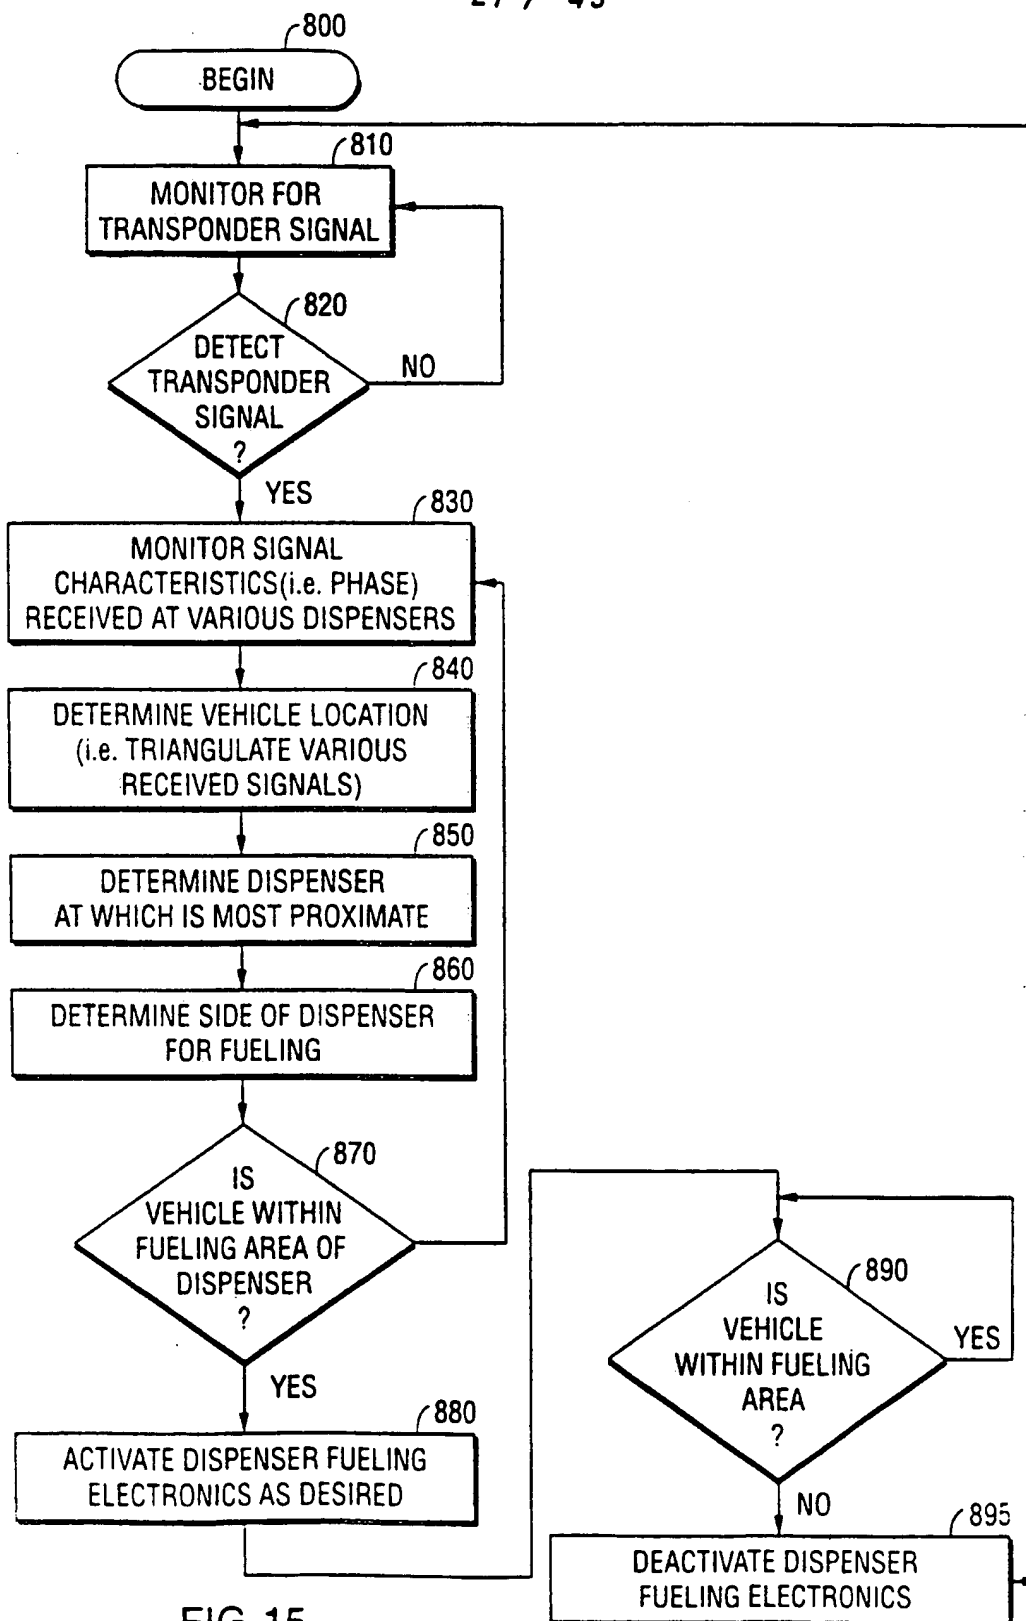 800
BEGIN
810
MONITOR FOR
TRANSPONDER SIGNAL
820
DETECT
TRANSPONDER
SIGNAL
?
NO
YES
830
MONITOR SIGNAL
CHARACTERISTICS(i.e. PHASE)
RECEIVED AT VARIOUS DISPENSERS
840
DETERMINE VEHICLE LOCATION
(i.e. TRIANGULATE VARIOUS
RECEIVED SIGNALS)
850
DETERMINE DISPENSER
AT WHICH IS MOST PROXIMATE
860
DETERMINE SIDE OF DISPENSER
FOR FUELING
870
IS
VEHICLE WITHIN
FUELING AREA OF
DISPENSER
?
YES
880
ACTIVATE DISPENSER FUELING
ELECTRONICS AS DESIRED
890
IS
VEHICLE
WITHIN FUELING
AREA
?
YES
NO
895
DEACTIVATE DISPENSER
FUELING ELECTRONICS
FIG. 15